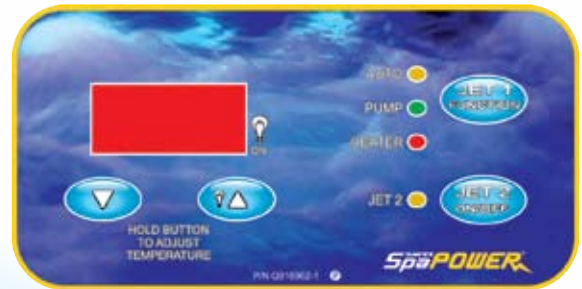 AUTO
PUMP
HEATER
JET 2
JET 1
FUNCTION
JET 2
ON/OFF
ON
HOLD BUTTON
TO ADJUST
TEMPERATURE
SpaPOWER